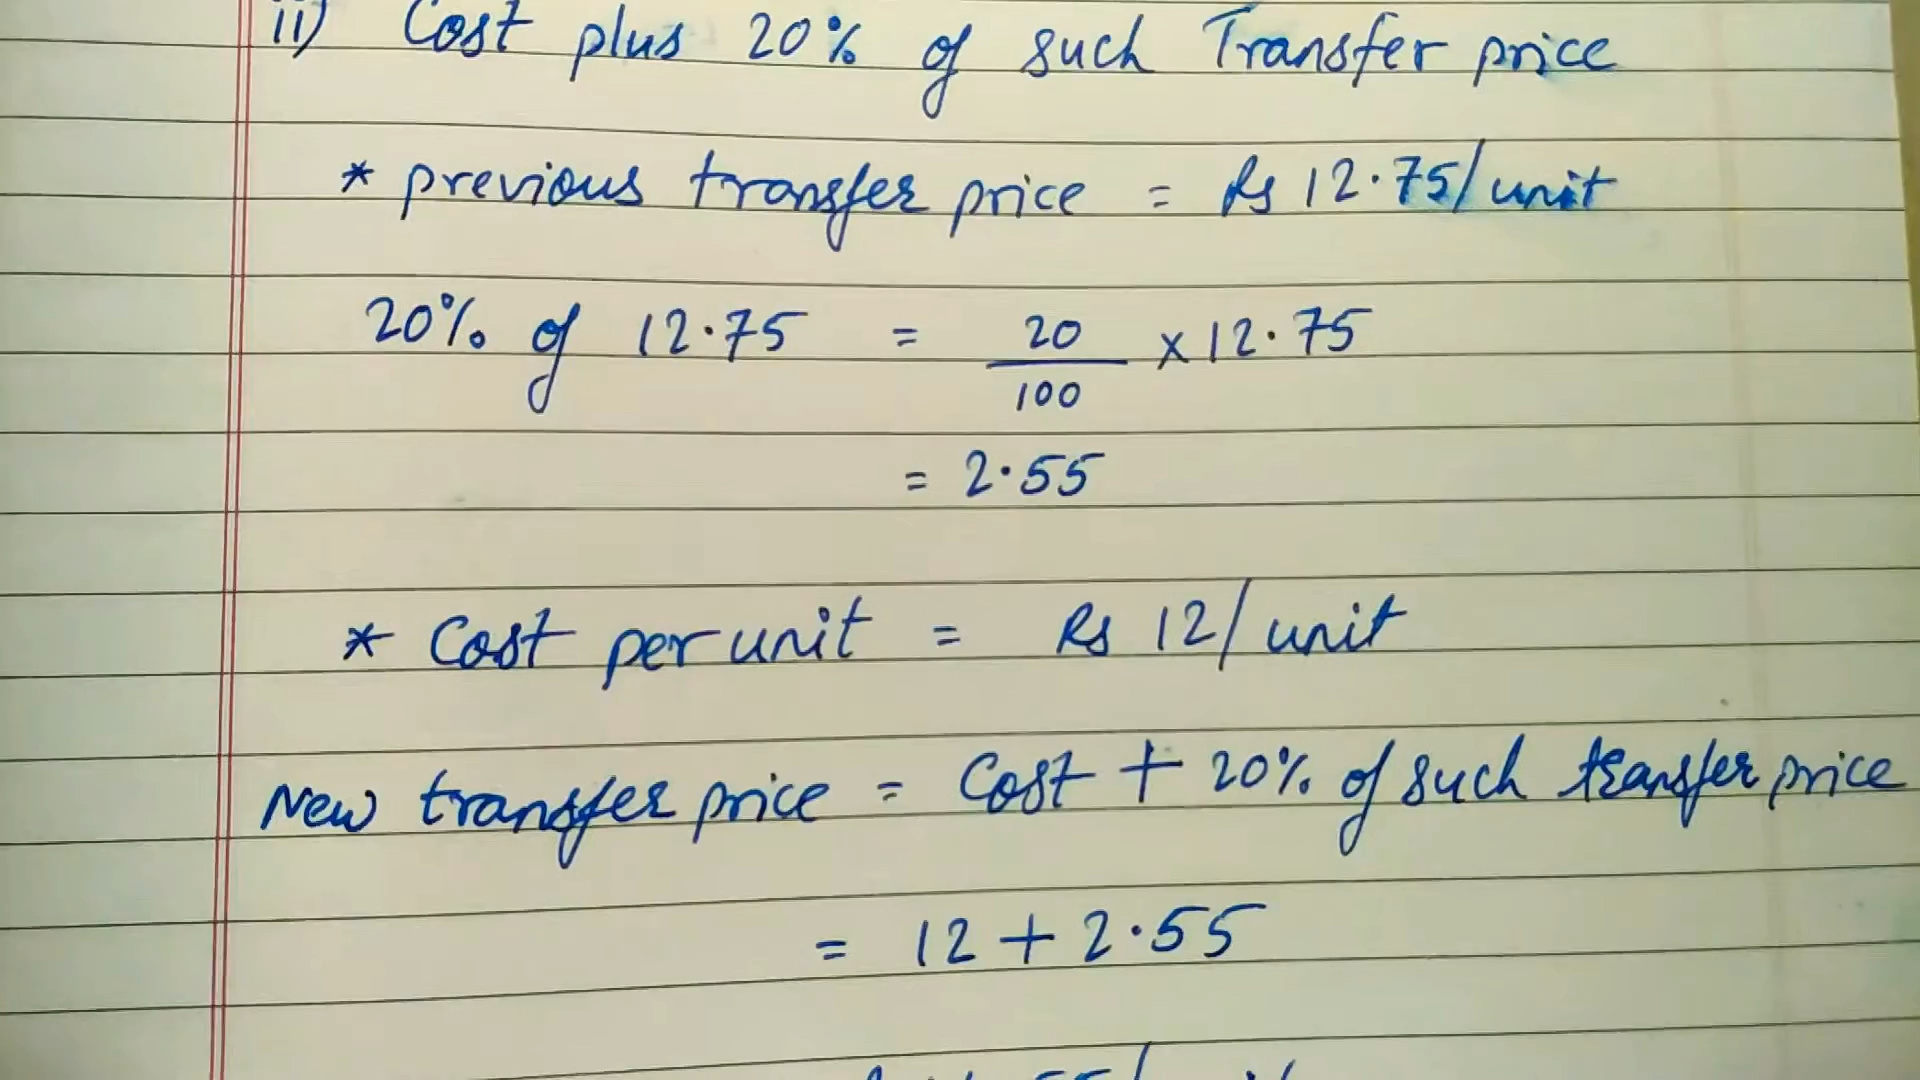 ii) Cost plus 20% of such Transfer price
* previous transfer price = Rs 12.75/unit
20% of 12.75 = 20/100 x 12.75
= 2.55
* Cost per unit = Rs 12/unit
New transfer price = Cost + 20% of such transfer price
= 12 + 2.55